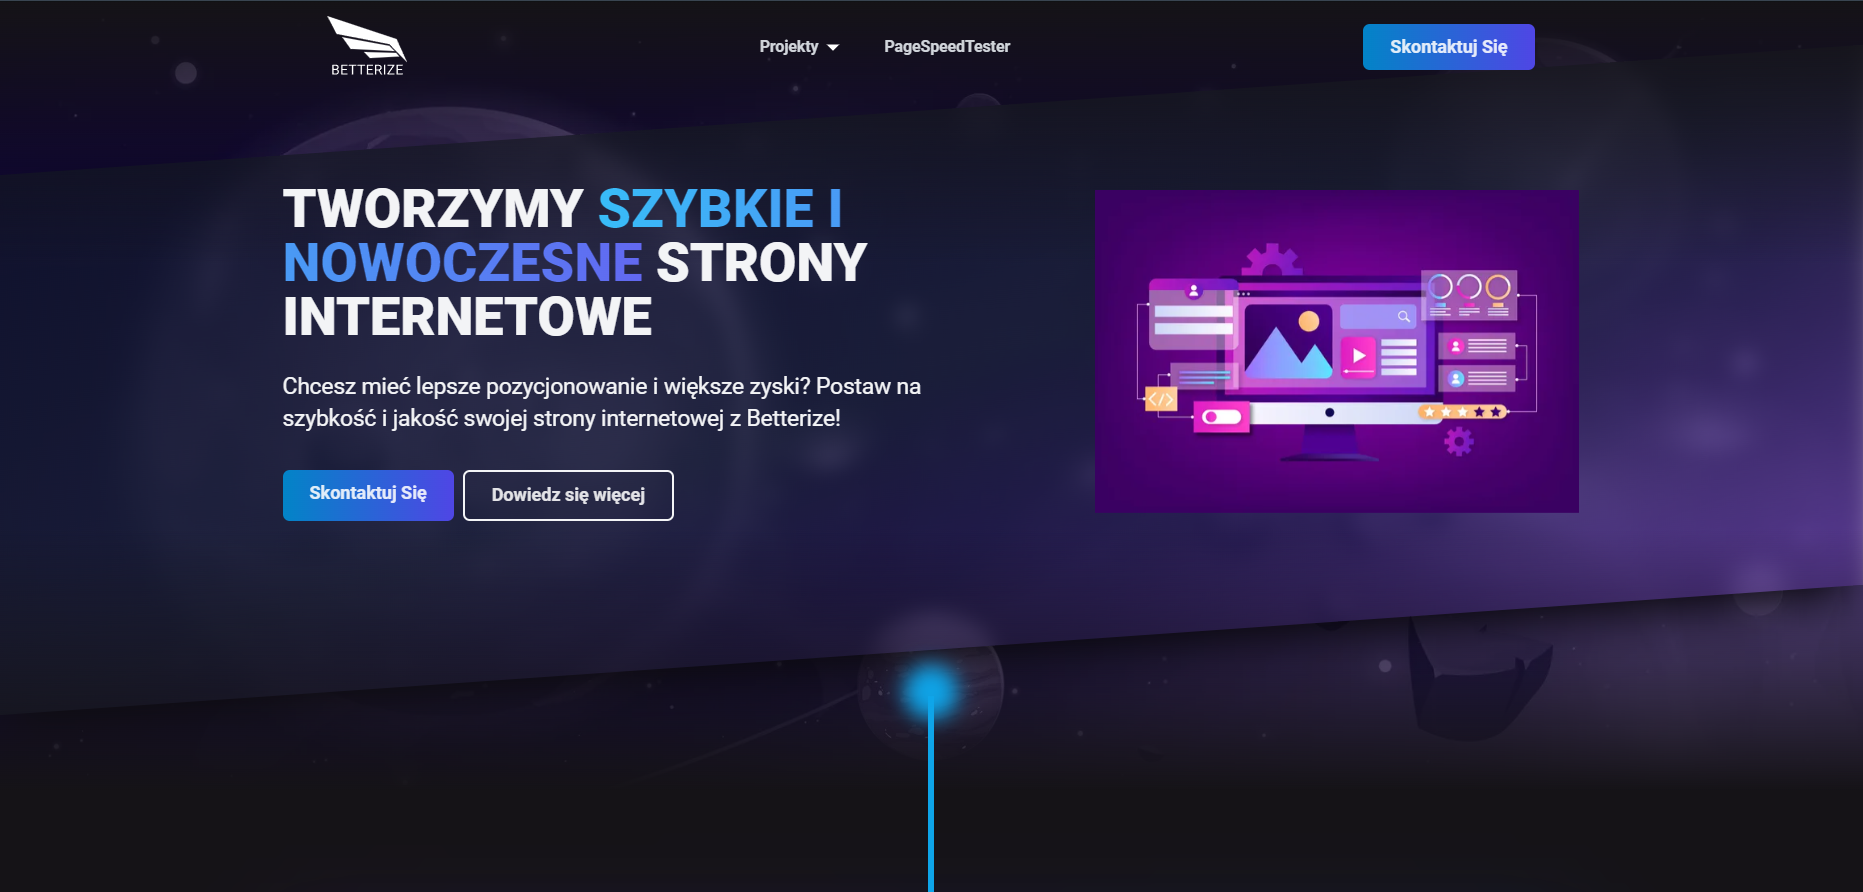 BETTERIZE
Projekty
PageSpeedTester
Skontaktuj Się
TWORZYMY SZYBKIE I
NOWOCZESNE STRONY
INTERNETOWE
Chcesz mieć lepsze pozycjonowanie i większe zyski? Postaw na
szybkość i jakość swojej strony internetowej z Betterize!
Skontaktuj Się
Dowiedz się więcej